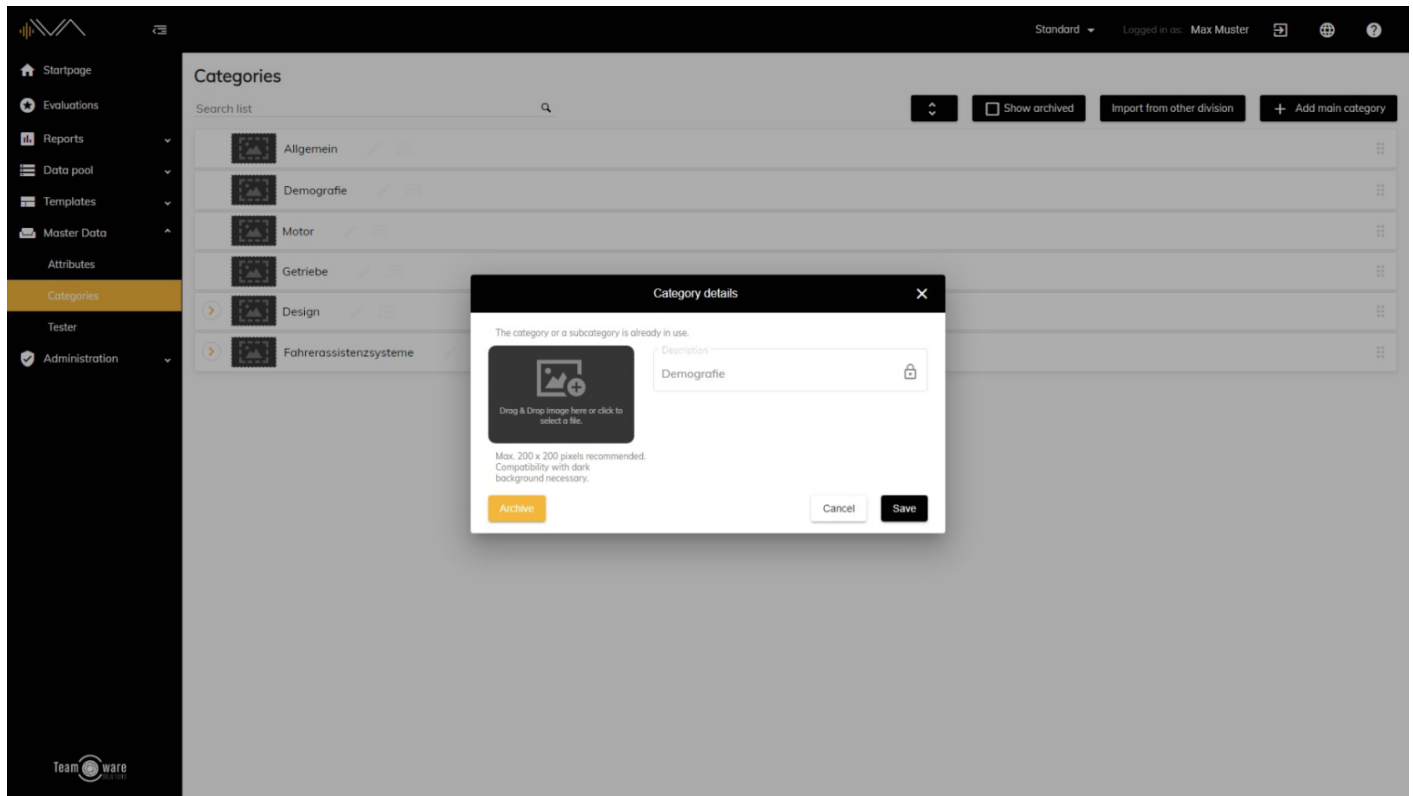 Standard
Logged in as: Max Muster
Startpage
Evaluations
Reports
Data pool
Templates
Master Data
Attributes
Categories
Tester
Administration
Team ware
Categories
Search list
Show archived
Import from other division
+ Add main category
Allgemein
Demografie
Motor
Getriebe
Design
Fahrerassistenzsysteme
Category details
The category or a subcategory is already in use.
Drag & Drop image here or click to
select a file.
Max. 200 x 200 pixels recommended.
Compatibility with dark
background necessary.
Description
Demografie
Archive
Cancel
Save